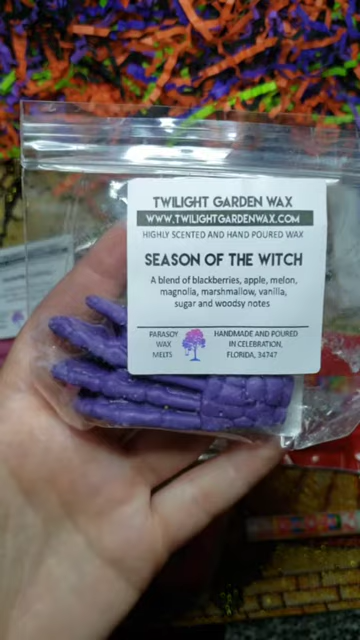 TWILIGHT GARDEN WAX
WWW.TWILIGHTGARDENWAX.COM
HIGHLY SCENTED AND HAND POURED WAX
SEASON OF THE WITCH
A blend of blackberries, apple, melon,
magnolia, marshmallow, vanilla,
sugar and woodsy notes
PARASOY
WAX
MELTS
HANDMADE AND POURED
IN CELEBRATION,
FLORIDA, 34747